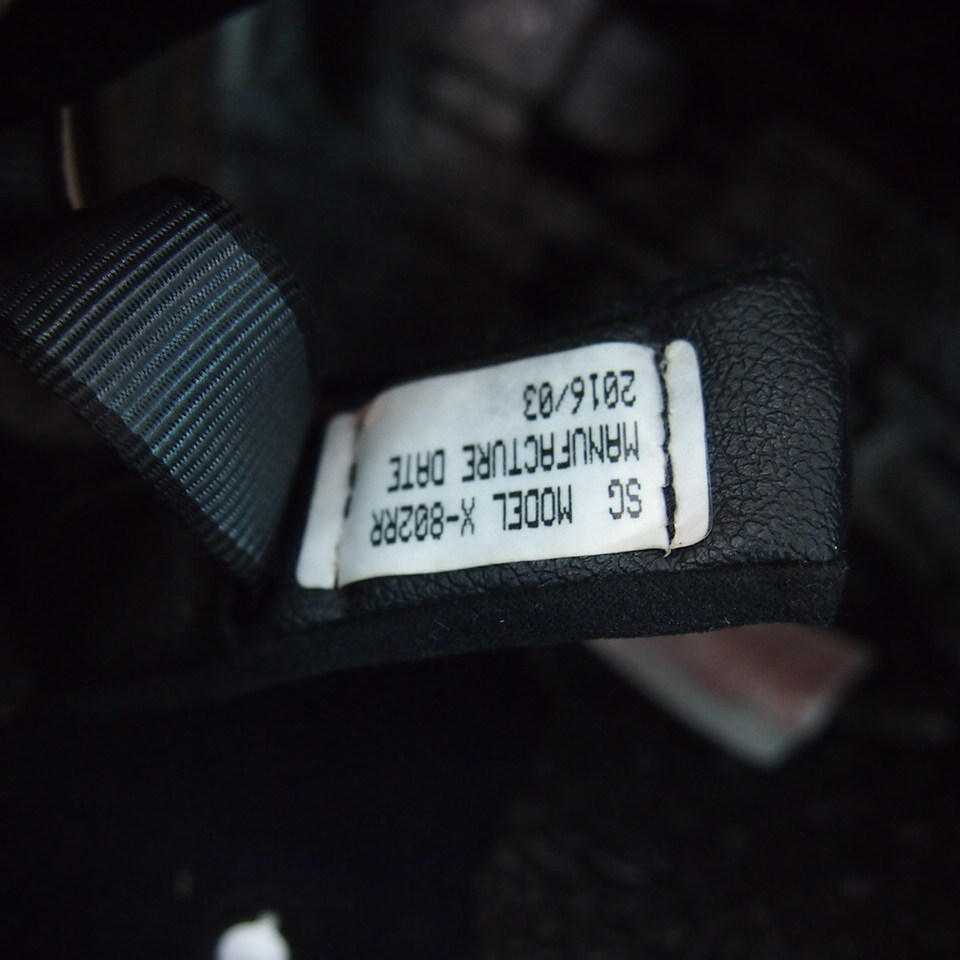 SG MODEL X-802RR
MANUFACTURE DATE
2016/03